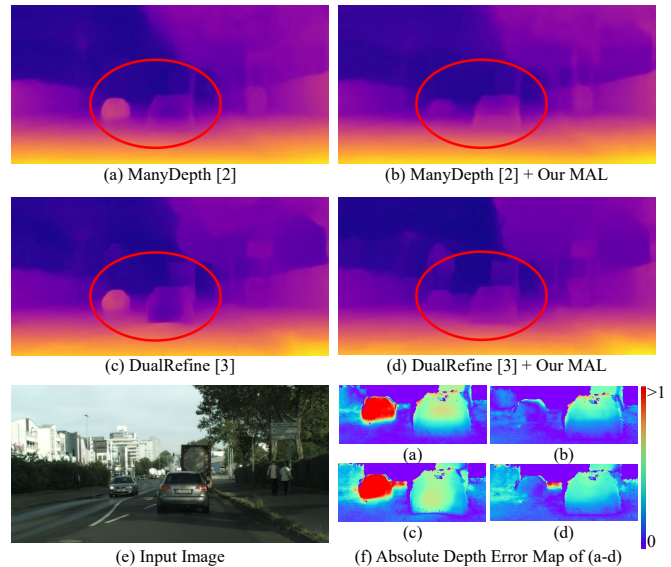 (a) ManyDepth [2]
(b) ManyDepth [2] + Our MAL
(c) DualRefine [3]
(d) DualRefine [3] + Our MAL
>1
(a)
(b)
(c)
(d)
0
(e) Input Image
(f) Absolute Depth Error Map of (a-d)